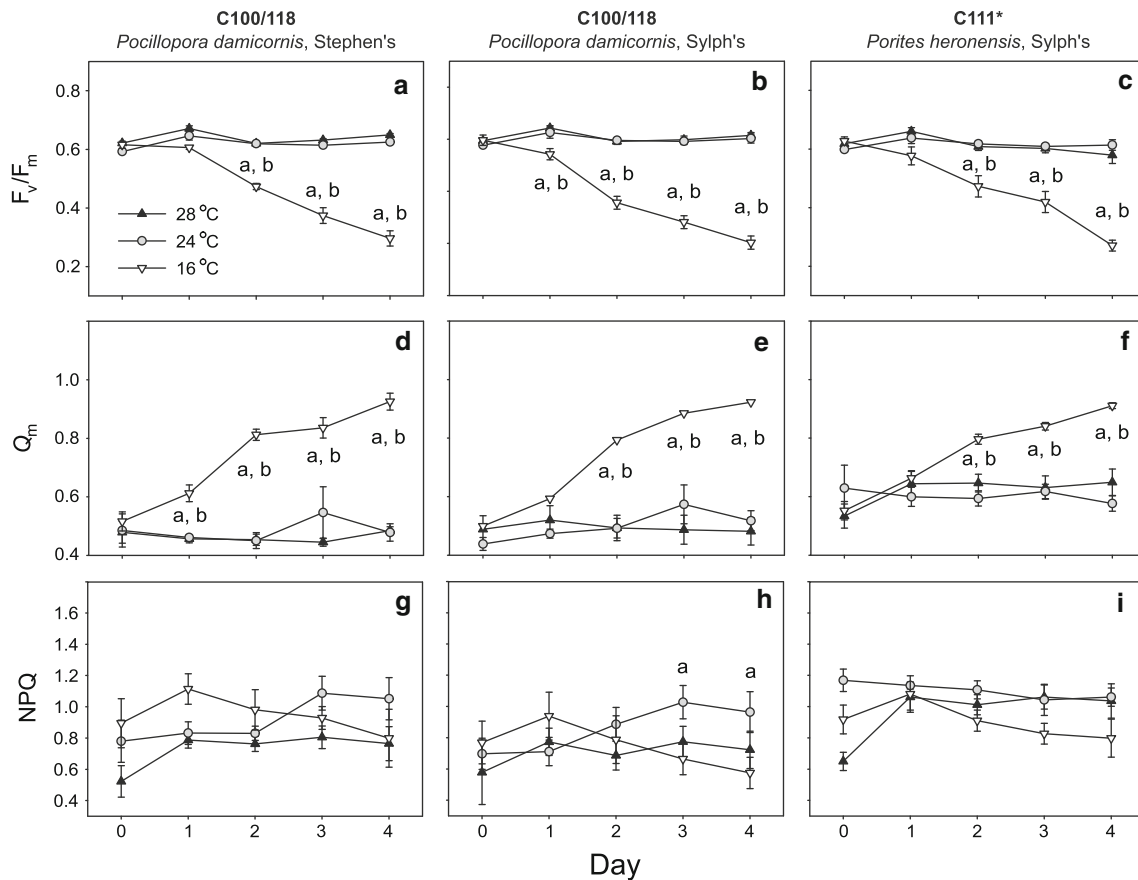 C100/118 C100/118 C111*
Pocillopora damicornis, Stephen's Pocillopora damicornis, Sylph's Porites heronensis, Sylph's
a b c
0.8
0.6
0.4
0.2
Fv/Fm
28 °C
24 °C
16 °C
a, b
a, b
a, b
a, b
a, b
a, b
a, b
a, b
a, b
a, b
d e f
1.0
0.8
0.6
0.4
Qm
a, b
a, b
a, b
a, b
a, b
a, b
a, b
a, b
a, b
a, b
g h i
1.6
1.4
1.2
1.0
0.8
0.6
0.4
NPQ
a a
0 1 2 3 4 0 1 2 3 4 0 1 2 3 4
Day